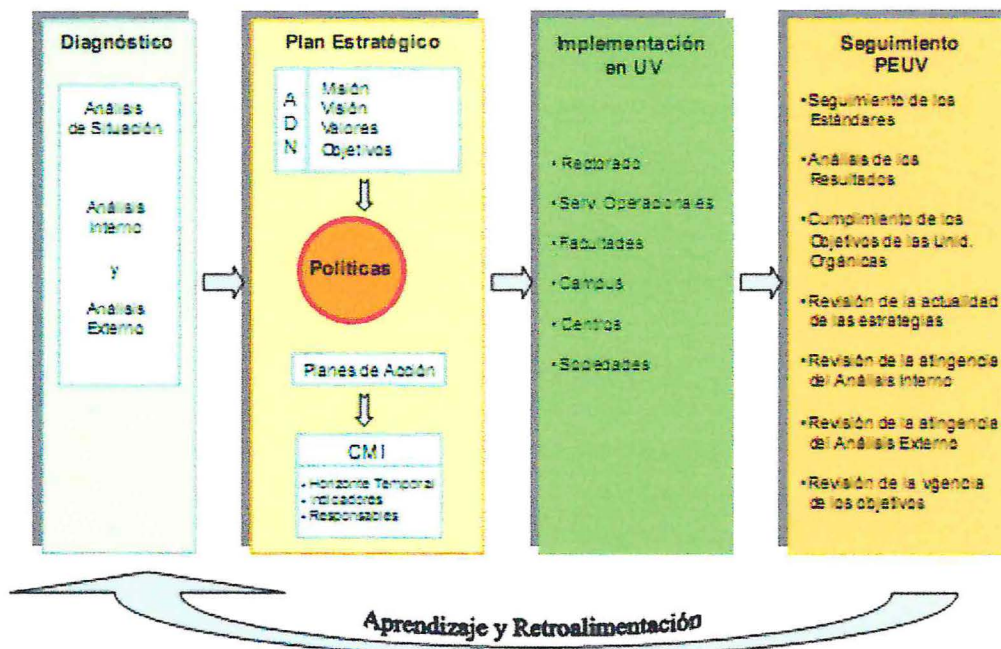 Diagnóstico
Análisis
de Situación
Análisis
Interno
y
Análisis
Externo
Plan Estratégico
A
D
N
Misión
Visión
Valores
Objetivos
Políticas
Planes de Acción
CMI
• Horizonte Temporal
• Indicadores
• Responsables
Implementación
en UV
• Rectorado
• Serv. Operacionales
• Facultades
• Campus
• Centros
• Sociedades
Seguimiento
PEUV
• Seguimiento de los
Estándares
• Análisis de los
Resultados
• Cumplimiento de los
Objetivos de las Unid.
Orgánicas
• Revisión de la actualidad
de las estrategias
• Revisión de la atingencia
del Análisis Interno
• Revisión de la atingencia
del Análisis Externo
• Revisión de la vgencia
de los objetivos
Aprendizaje y Retroalimentación